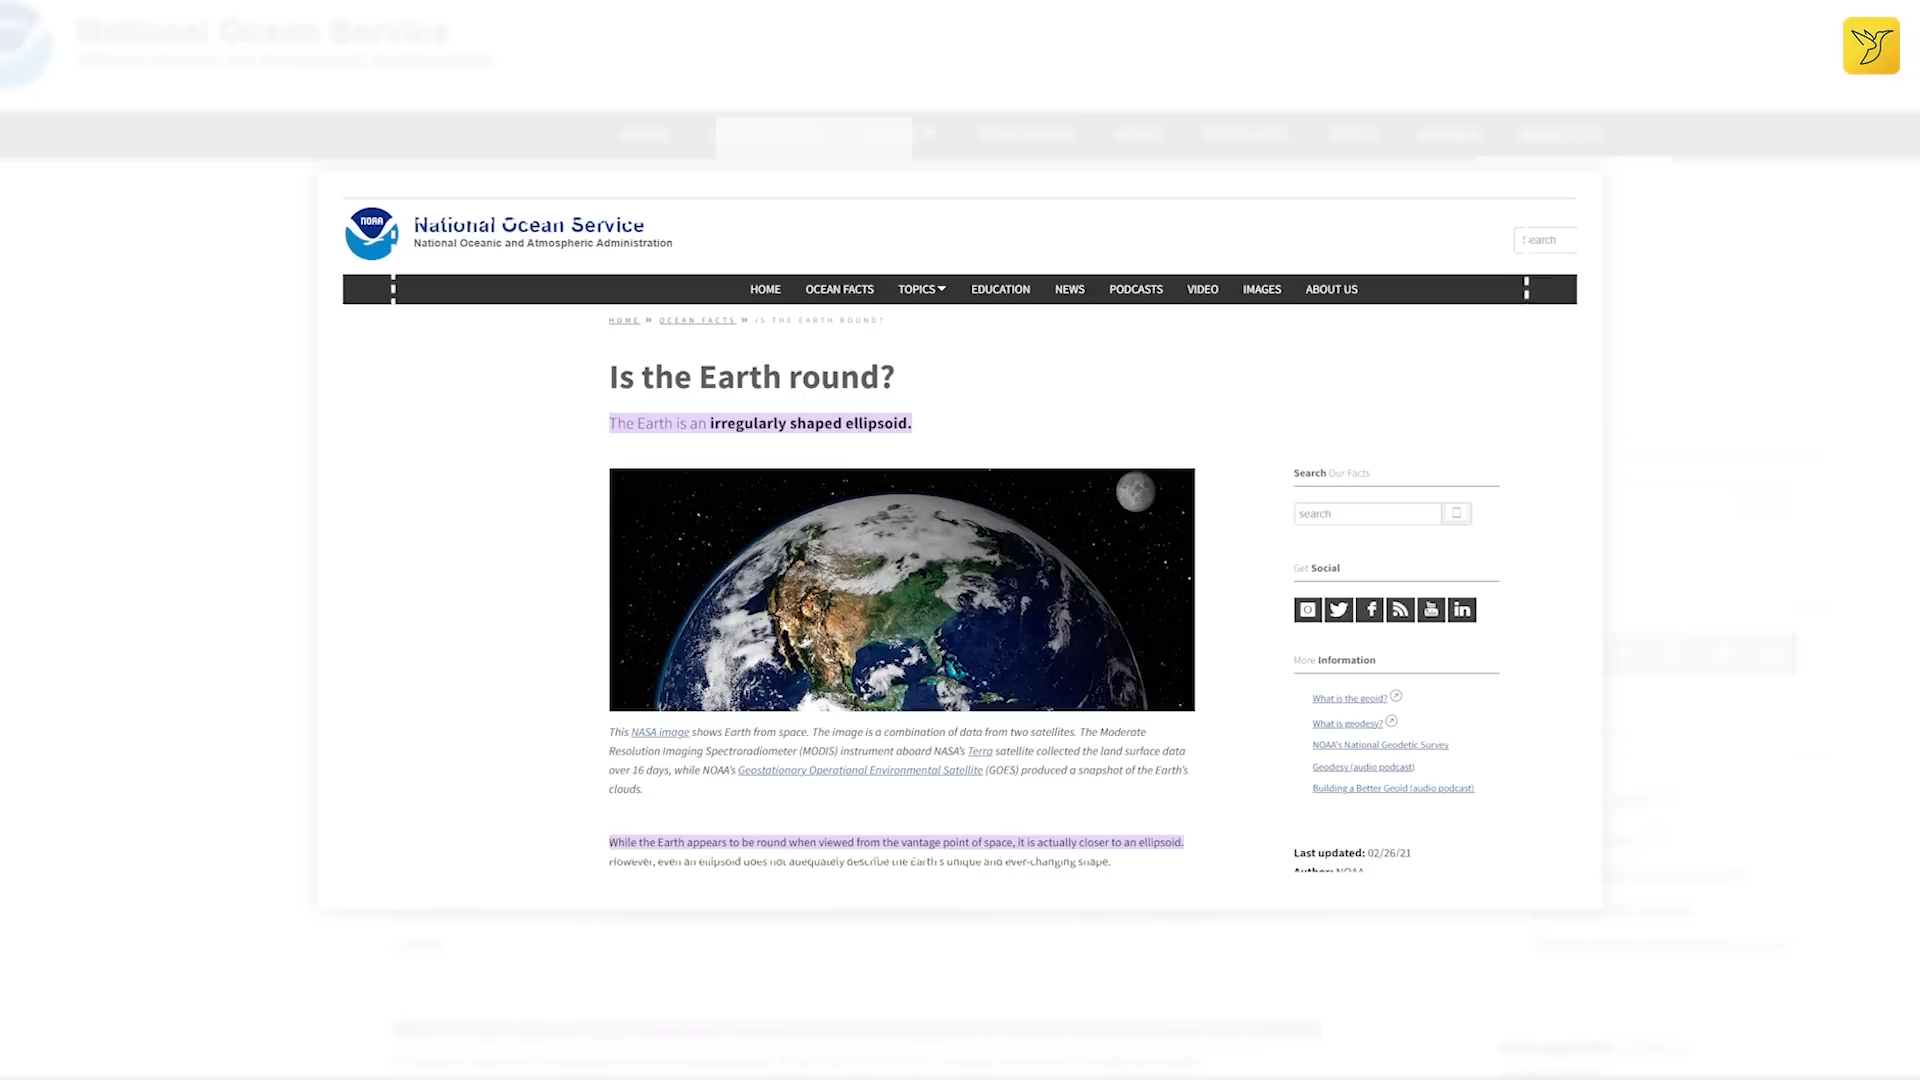 National Ocean Service
NOAA
National Ocean Service
National Oceanic and Atmospheric Administration
Search
HOME OCEAN FACTS TOPICS EDUCATION NEWS PODCASTS VIDEO IMAGES ABOUT US
HOME » OCEAN FACTS » IS THE EARTH ROUND?
Is the Earth round?
The Earth is an irregularly shaped ellipsoid.
This NASA image shows Earth from space. The image is a combination of data from two satellites. The Moderate
Resolution Imaging Spectroradiometer (MODIS) instrument aboard NASA's Terra satellite collected the land surface data
over 16 days, while NOAA's Geostationary Operational Environmental Satellite (GOES) produced a snapshot of the Earth's
clouds.
While the Earth appears to be round when viewed from the vantage point of space, it is actually closer to an ellipsoid.
However, even an ellipsoid does not adequately describe the Earth's unique and ever-changing shape.
Search Our Facts
search
Get Social
You
in
More Information
What is the geoid?
What is geodesy?
NOAA's National Geodetic Survey
Geodesy (audio podcast)
Building a Better Geoid (audio podcast)
Last updated: 02/26/21
Author: NOAA